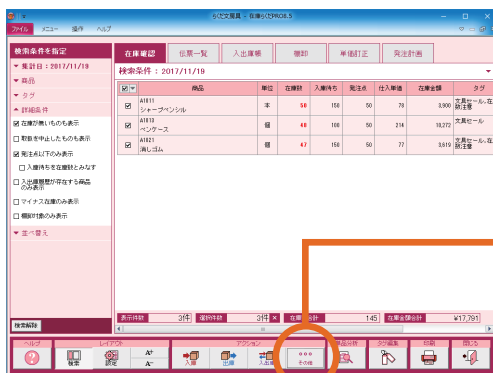 らくだ文房具 - 在庫らくだPRO8.5
ファイル メニュー 操作 ヘルプ
検索条件を指定
▼ 集計日：2017/11/19
▼ 商品
▼ タグ
▲ 詳細条件
在庫が無いものも表示
取扱を中止したものも表示
発注点以下のみ表示
入庫待ちを在庫数とみなす
入出庫履歴が存在する商品のみ表示
マイナス在庫のみ表示
棚卸対象のみ表示
▼ 並べ替え
検索解除
在庫確認 伝票一覧 入出庫帳 棚卸 単価訂正 発注計画
検索条件：2017/11/19
商品 単位 在庫数 入庫待ち 発注点 仕入単価 在庫金額 タグ
A1011
シャープペンシル 本 50 150 50 78 3,900 文具セール、在
庫注意
A1013
ペンケース 個 48 100 50 214 10,272 文具セール
A1021
消しゴム 個 47 150 50 77 3,619 文具セール、在
庫注意
表示件数 3件 選択件数 3件 在庫 合計 145 在庫金額合計 ¥17,791
ヘルプ レイアウト アクション 商品分析 タグ編集 印刷 閉じる
検索 設定 A+ A- 入庫 出庫 入出庫 その他